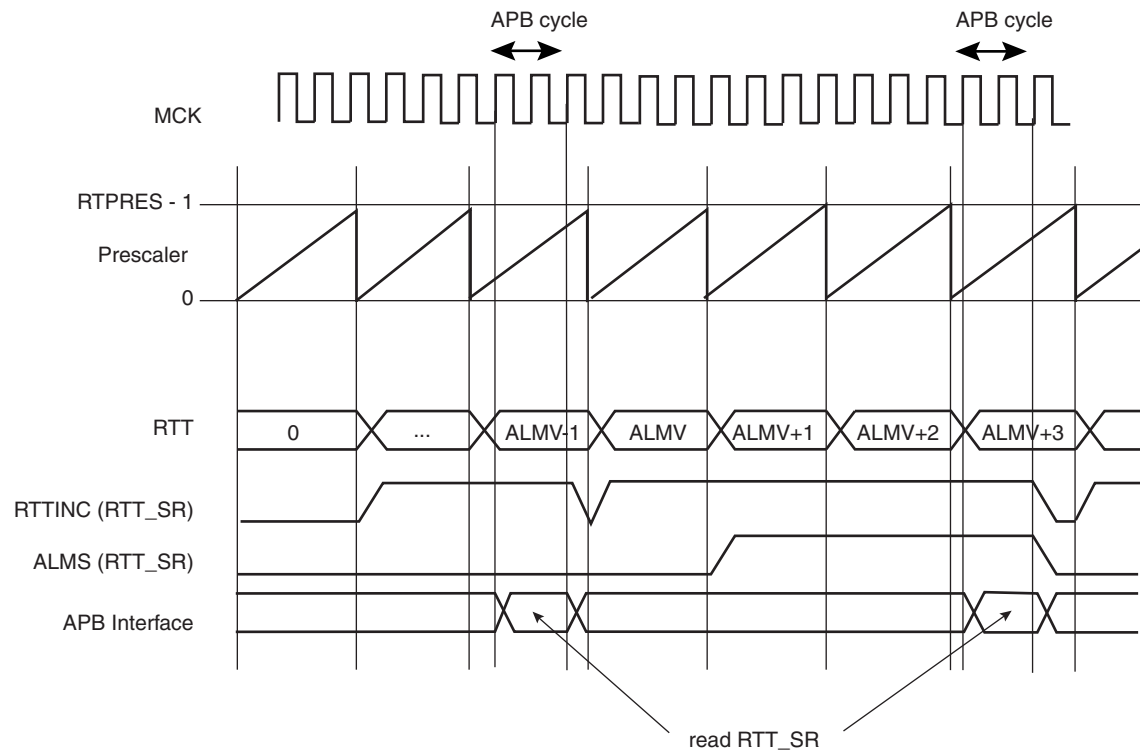 APB cycle APB cycle
MCK
RTPRES - 1
Prescaler
0
RTT 0 ... ALMV-1 ALMV ALMV+1 ALMV+2 ALMV+3
RTTINC (RTT_SR)
ALMS (RTT_SR)
APB Interface
read RTT_SR